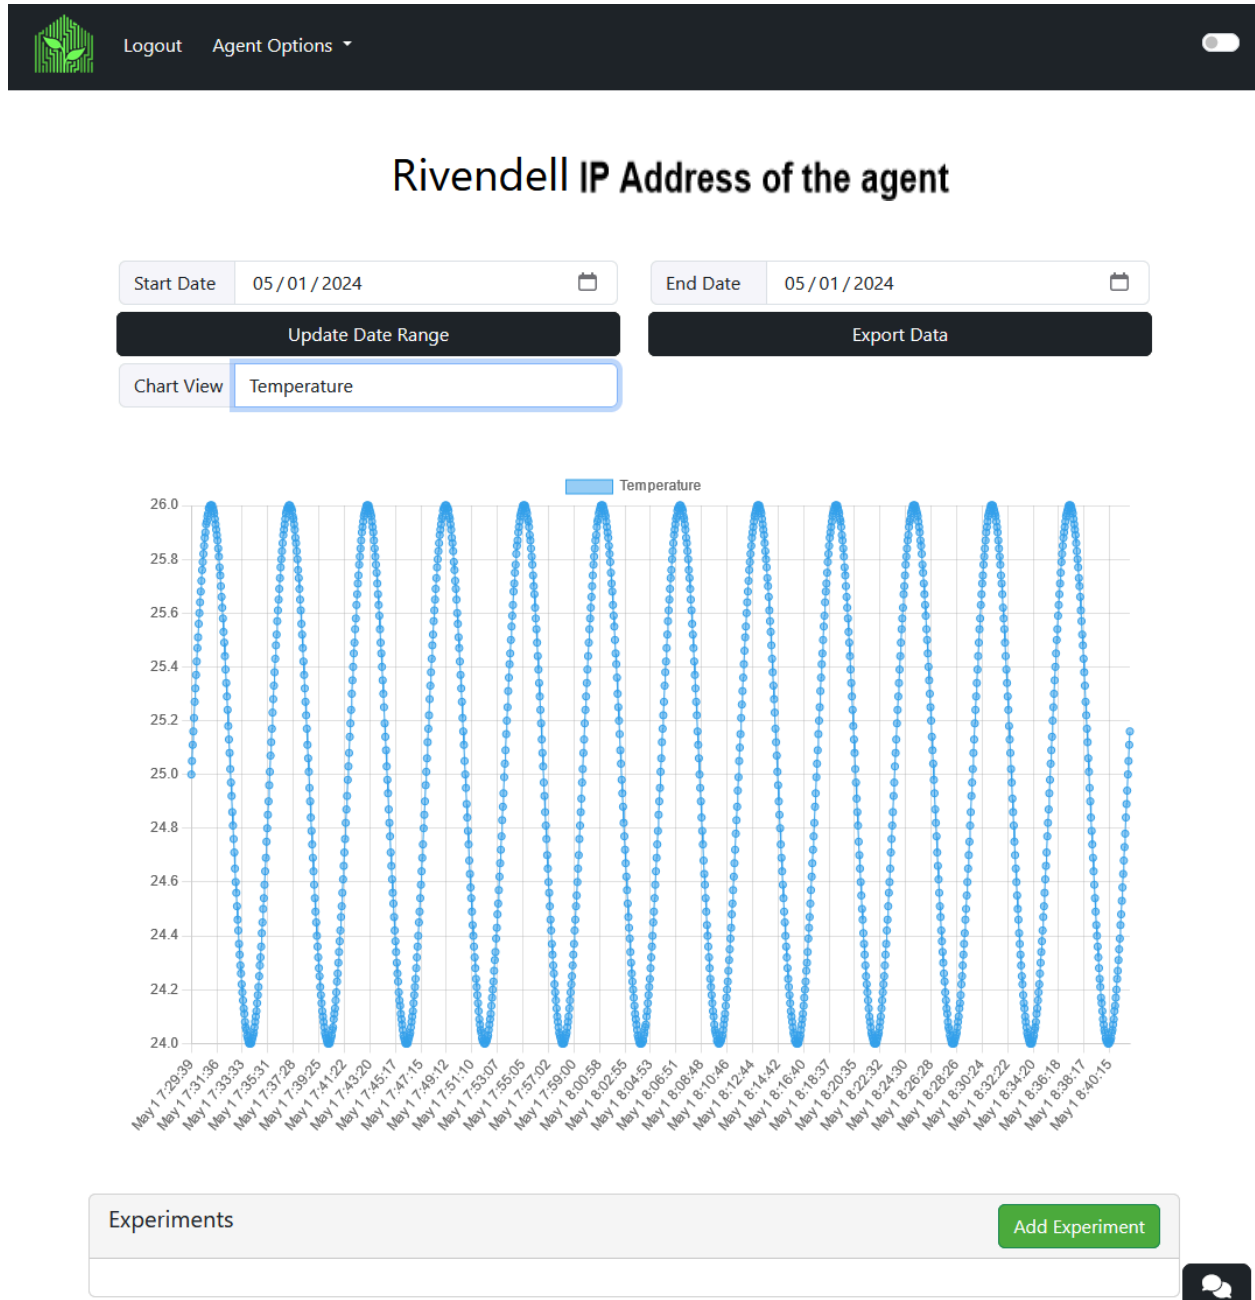 Logout Agent Options
Rivendell IP Address of the agent
Start Date 05/01/2024 End Date 05/01/2024
Update Date Range Export Data
Chart View Temperature
Temperature
26.0
25.8
25.6
25.4
25.2
25.0
24.8
24.6
24.4
24.2
24.0
May 1 7:29:39
May 1 7:31:36
May 1 7:33:33
May 1 7:35:31
May 1 7:37:28
May 1 7:39:25
May 1 7:41:22
May 1 7:43:20
May 1 7:45:17
May 1 7:47:15
May 1 7:49:12
May 1 7:51:10
May 1 7:53:07
May 1 7:55:05
May 1 7:57:02
May 1 7:59:00
May 1 8:00:58
May 1 8:02:55
May 1 8:04:53
May 1 8:06:51
May 1 8:08:48
May 1 8:10:46
May 1 8:12:44
May 1 8:14:42
May 1 8:16:40
May 1 8:18:37
May 1 8:20:35
May 1 8:22:32
May 1 8:24:30
May 1 8:26:28
May 1 8:28:26
May 1 8:30:24
May 1 8:32:22
May 1 8:34:20
May 1 8:36:18
May 1 8:38:17
May 1 8:40:15
Experiments Add Experiment